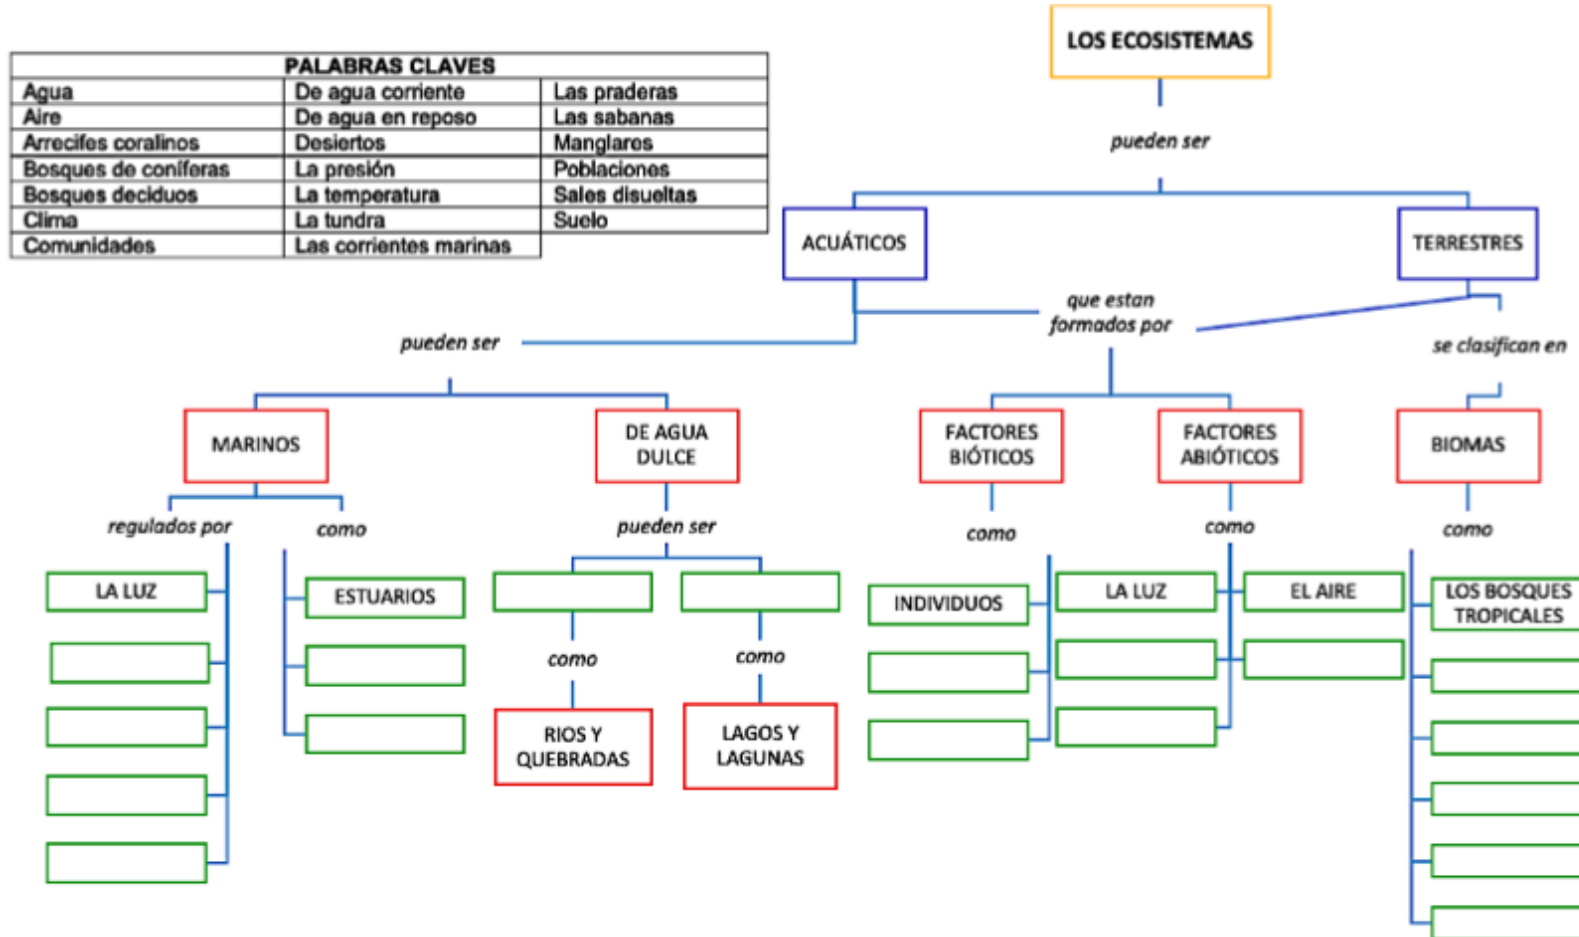 LOS ECOSISTEMAS
PALABRAS CLAVES
Agua De agua corriente Las praderas
Aire De agua en reposo Las sabanas
Arrecifes coralinos Desiertos Manglares
Bosques de coníferas La presión Poblaciones
Bosques deciduos La temperatura Sales disueltas
Clima La tundra Suelo
Comunidades Las corrientes marinas
pueden ser
ACUÁTICOS
TERRESTRES
que estan
formados por
pueden ser
se clasifican en
MARINOS
DE AGUA
DULCE
FACTORES
BIÓTICOS
FACTORES
ABIÓTICOS
BIOMAS
regulados por
como
pueden ser
como
como
como
LA LUZ
ESTUARIOS
INDIVIDUOS
LA LUZ
EL AIRE
LOS BOSQUES
TROPICALES
como
como
RIOS Y
QUEBRADAS
LAGOS Y
LAGUNAS